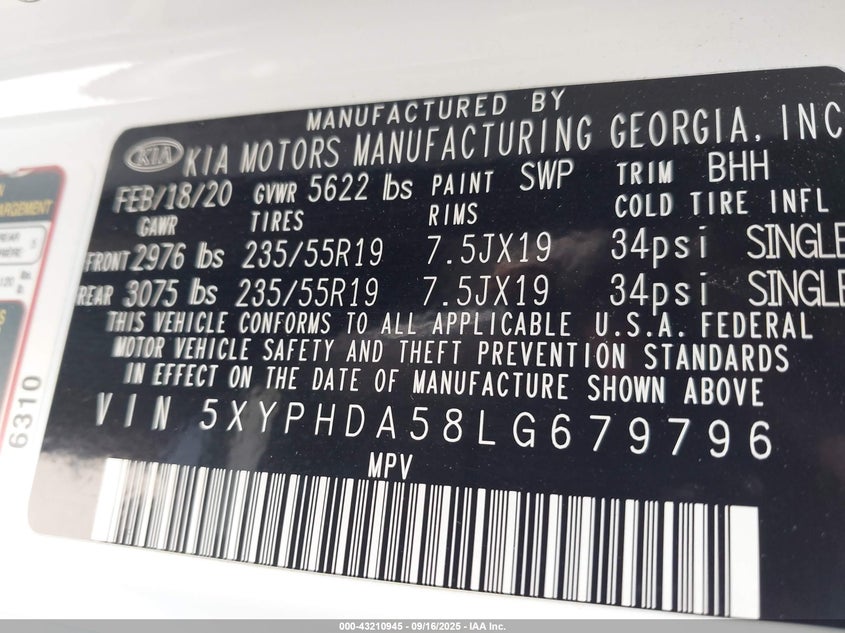 MANUFACTURED BY
KIA KIA MOTORS MANUFACTURING GEORGIA, INC
FEB/18/20 GVWR 5622 lbs PAINT SWP TRIM BHH
GAWR TIRES RIMS COLD TIRE INFL
FRONT 2976 lbs 235/55R19 7.5JX19 34psi SINGLE
REAR 3075 lbs 235/55R19 7.5JX19 34psi SINGLE
THIS VEHICLE CONFORMS TO ALL APPLICABLE U.S.A. FEDERAL
MOTOR VEHICLE SAFETY AND THEFT PREVENTION STANDARDS
IN EFFECT ON THE DATE OF MANUFACTURE SHOWN ABOVE
VIN 5XYPHDA58LG679796
MPV
6310
000-43210945 - 09/16/2025 - IAA Inc.